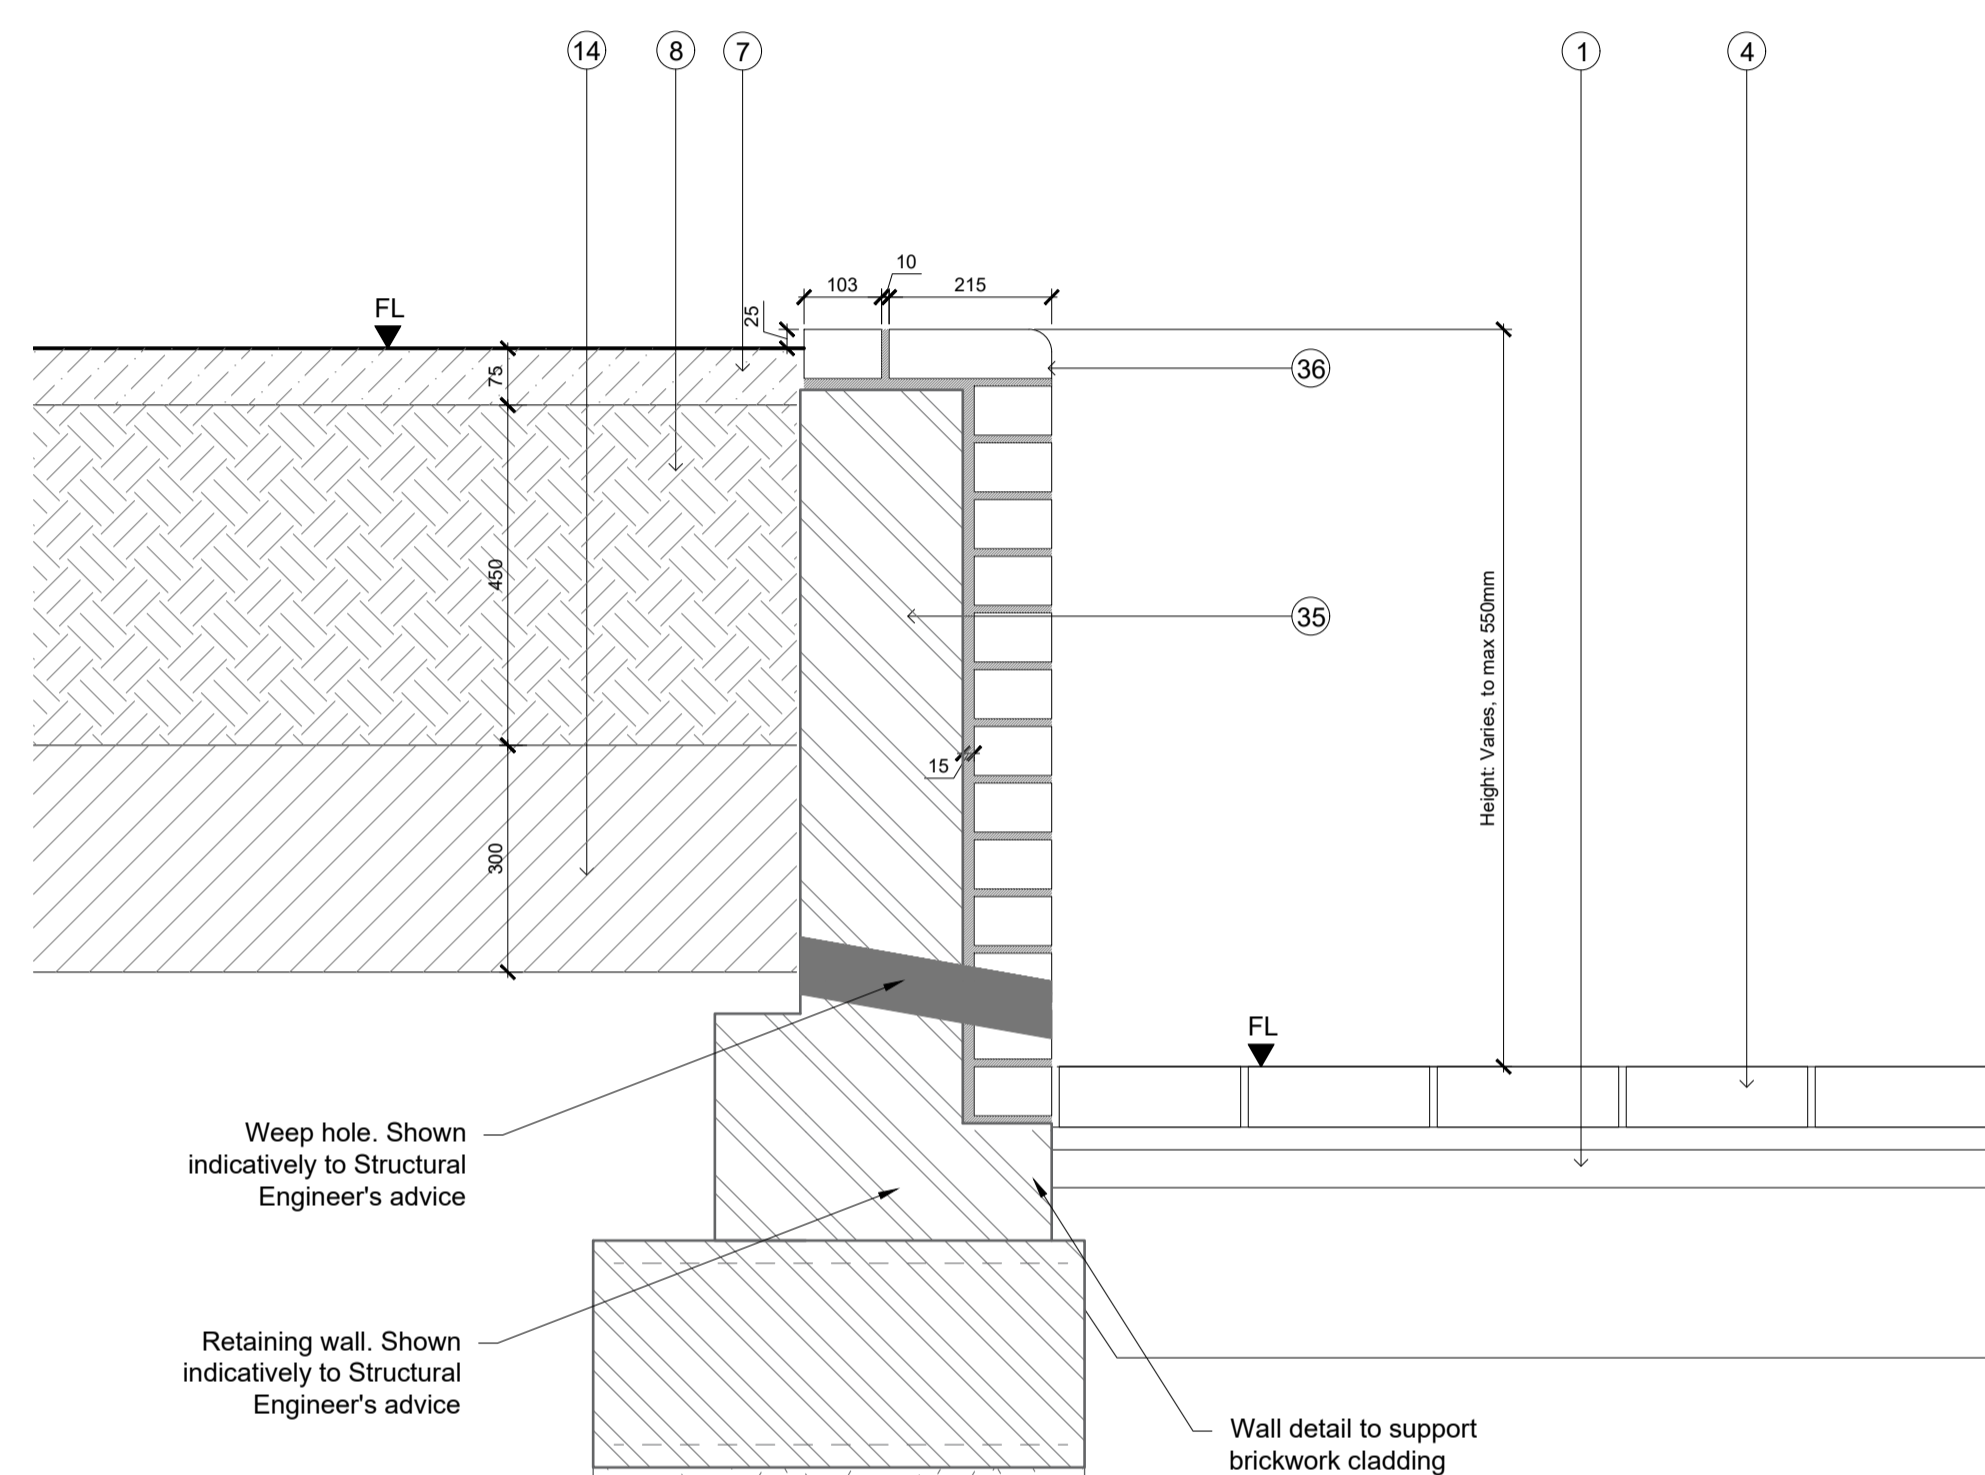 14
8
7
1
4
10
103
215
25
FL
75
36
450
35
Height: Varies, to max 550mm
15
300
FL
Weep hole. Shown
indicatively to Structural
Engineer's advice
Retaining wall. Shown
indicatively to Structural
Engineer's advice
Wall detail to support
brickwork cladding